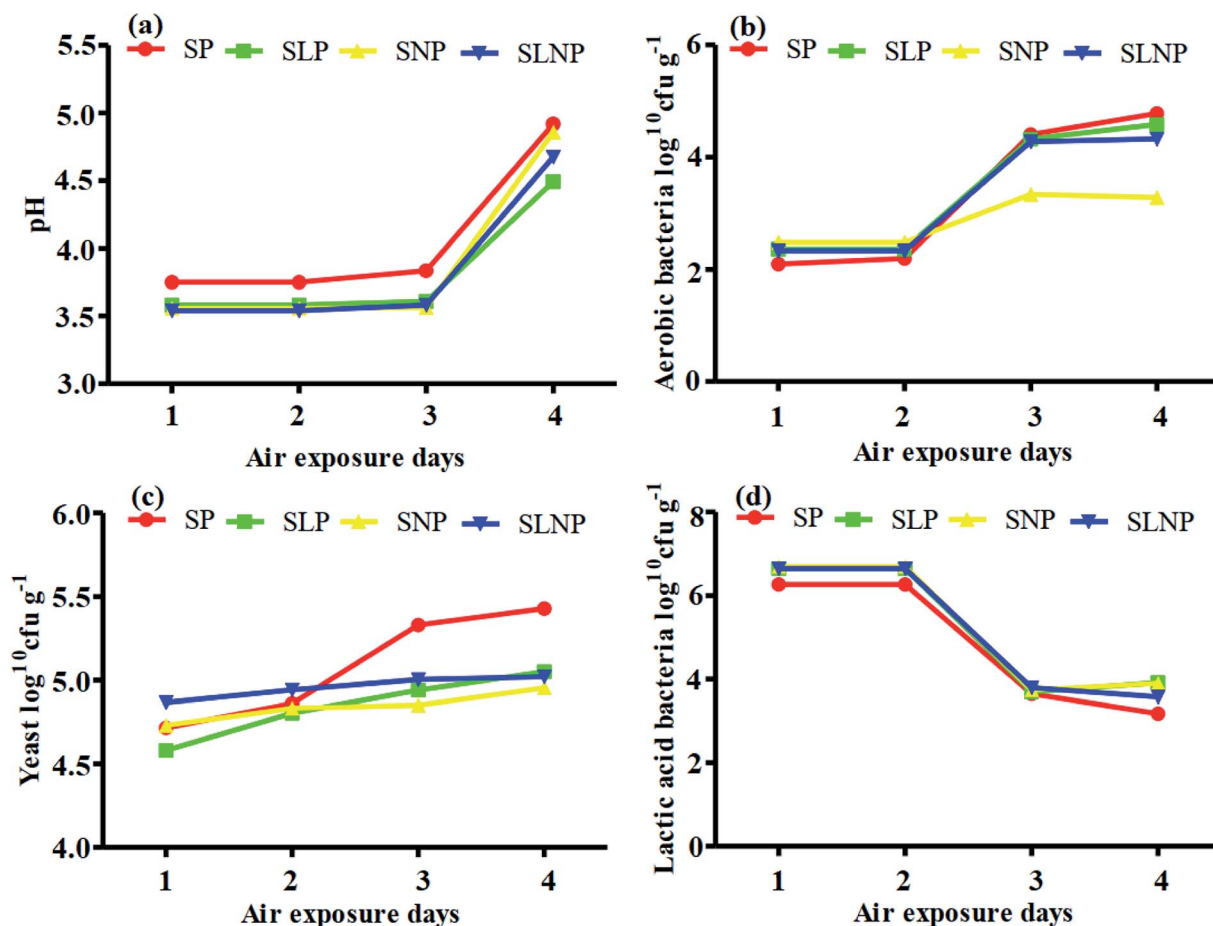 (a)
SP SLP SNP SLNP
5.5
5.0
4.5
4.0
3.5
3.0
pH
1 2 3 4
Air exposure days
(b)
SP SLP SNP SLNP
6
4
2
0
Aerobic bacteria log¹⁰cfu g⁻¹
1 2 3 4
Air exposure days
(c)
SP SLP SNP SLNP
6.0
5.5
5.0
4.5
4.0
Yeast log¹⁰cfu g⁻¹
1 2 3 4
Air exposure days
(d)
SP SLP SNP SLNP
8
6
4
2
0
Lactic acid bacteria log¹⁰cfu g⁻¹
1 2 3 4
Air exposure days